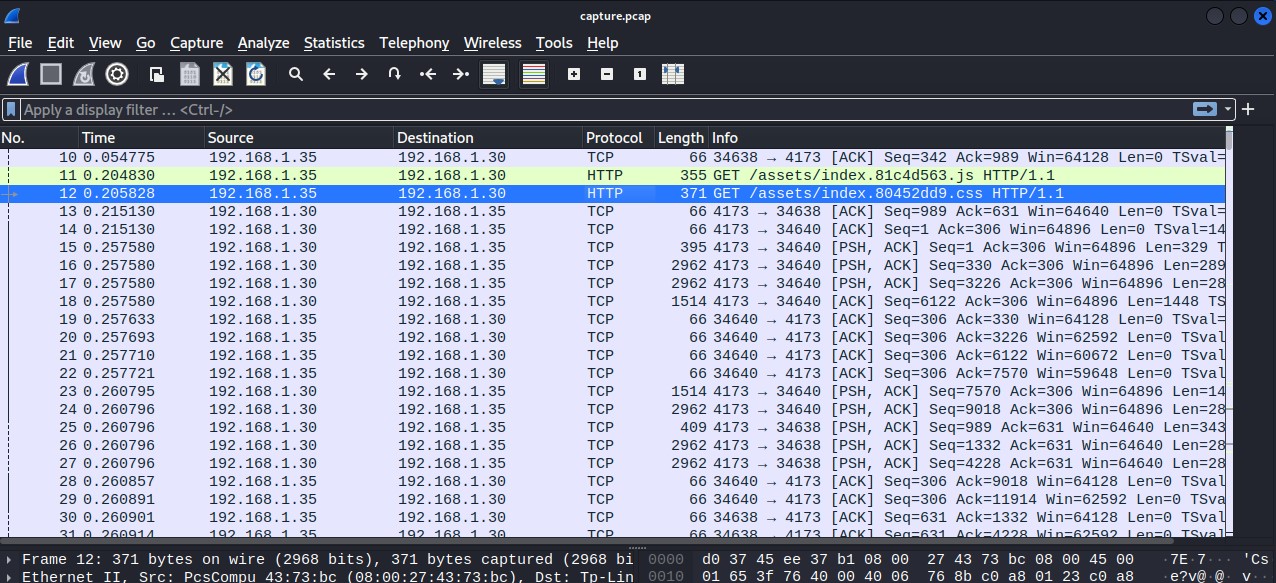 capture.pcap
File Edit View Go Capture Analyze Statistics Telephony Wireless Tools Help
Apply a display filter ... <Ctrl-/>
No. Time Source Destination Protocol Length Info
10 0.054775 192.168.1.35 192.168.1.30 TCP 66 34638 → 4173 [ACK] Seq=342 Ack=989 Win=64128 Len=0 TSval=
11 0.204830 192.168.1.35 192.168.1.30 HTTP 355 GET /assets/index.81c4d563.js HTTP/1.1
12 0.205828 192.168.1.35 192.168.1.30 HTTP 371 GET /assets/index.80452dd9.css HTTP/1.1
13 0.215130 192.168.1.30 192.168.1.35 TCP 66 4173 → 34638 [ACK] Seq=989 Ack=631 Win=64640 Len=0 TSval=
14 0.215130 192.168.1.30 192.168.1.35 TCP 66 4173 → 34640 [ACK] Seq=1 Ack=306 Win=64896 Len=0 TSval=14
15 0.257580 192.168.1.30 192.168.1.35 TCP 395 4173 → 34640 [PSH, ACK] Seq=1 Ack=306 Win=64896 Len=329 T
16 0.257580 192.168.1.30 192.168.1.35 TCP 2962 4173 → 34640 [PSH, ACK] Seq=330 Ack=306 Win=64896 Len=289
17 0.257580 192.168.1.30 192.168.1.35 TCP 2962 4173 → 34640 [PSH, ACK] Seq=3226 Ack=306 Win=64896 Len=28
18 0.257580 192.168.1.30 192.168.1.35 TCP 1514 4173 → 34640 [ACK] Seq=6122 Ack=306 Win=64896 Len=1448 TS
19 0.257633 192.168.1.35 192.168.1.30 TCP 66 34640 → 4173 [ACK] Seq=306 Ack=330 Win=64128 Len=0 TSval=
20 0.257693 192.168.1.35 192.168.1.30 TCP 66 34640 → 4173 [ACK] Seq=306 Ack=3226 Win=62592 Len=0 TSval
21 0.257710 192.168.1.35 192.168.1.30 TCP 66 34640 → 4173 [ACK] Seq=306 Ack=6122 Win=60672 Len=0 TSval
22 0.257721 192.168.1.35 192.168.1.30 TCP 66 34640 → 4173 [ACK] Seq=306 Ack=7570 Win=59648 Len=0 TSval
23 0.260795 192.168.1.30 192.168.1.35 TCP 1514 4173 → 34640 [PSH, ACK] Seq=7570 Ack=306 Win=64896 Len=14
24 0.260796 192.168.1.30 192.168.1.35 TCP 2962 4173 → 34640 [PSH, ACK] Seq=9018 Ack=306 Win=64896 Len=28
25 0.260796 192.168.1.30 192.168.1.35 TCP 409 4173 → 34638 [PSH, ACK] Seq=989 Ack=631 Win=64640 Len=343
26 0.260796 192.168.1.30 192.168.1.35 TCP 2962 4173 → 34638 [PSH, ACK] Seq=1332 Ack=631 Win=64640 Len=28
27 0.260796 192.168.1.30 192.168.1.35 TCP 2962 4173 → 34638 [PSH, ACK] Seq=4228 Ack=631 Win=64640 Len=28
28 0.260857 192.168.1.35 192.168.1.30 TCP 66 34640 → 4173 [ACK] Seq=306 Ack=9018 Win=64128 Len=0 TSval
29 0.260891 192.168.1.35 192.168.1.30 TCP 66 34640 → 4173 [ACK] Seq=306 Ack=11914 Win=62592 Len=0 TSva
30 0.260901 192.168.1.35 192.168.1.30 TCP 66 34638 → 4173 [ACK] Seq=631 Ack=1332 Win=64128 Len=0 TSval
31 0.260914 192.168.1.35 192.168.1.30 TCP 66 34638 → 4173 [ACK] Seq=631 Ack=4228 Win=62592 Len=0 TSval
Frame 12: 371 bytes on wire (2968 bits), 371 bytes captured (2968 bi 0000 d0 37 45 ee 37 b1 08 00 27 43 73 bc 08 00 45 00 ·7E·7··· 'Cs
Ethernet II, Src: PcsCompu_43:73:bc (08:00:27:43:73:bc), Dst: Tp-Lin 0010 01 65 3f 76 40 00 40 06 76 8b c0 a8 01 23 c0 a8 ·e?v@·@· v·